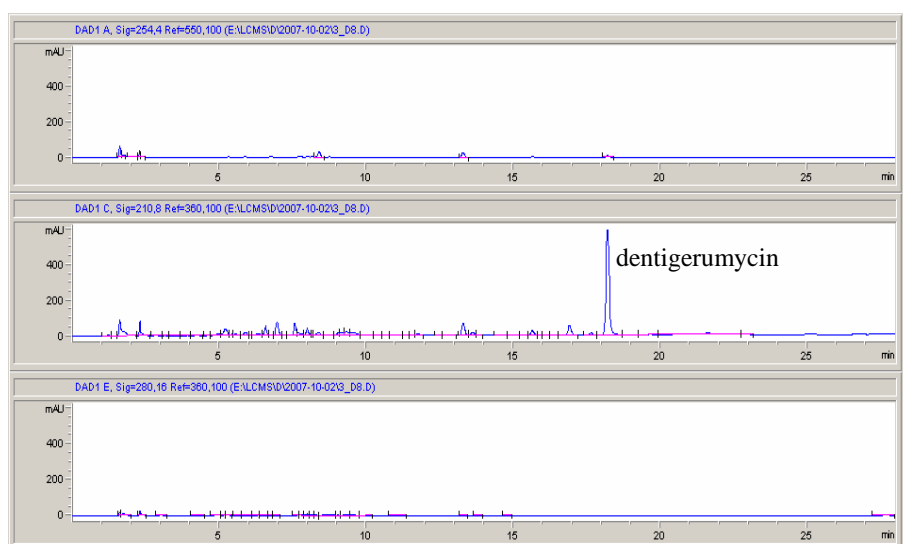 DAD1 A, Sig=254,4 Ref=550,100 (E:\LCMS\D\2007-10-02\3_D8.D)
mAU
400
200
0
5 10 15 20 25 min
DAD1 C, Sig=210,8 Ref=360,100 (E:\LCMS\D\2007-10-02\3_D8.D)
mAU
dentigerumycin
400
200
0
5 10 15 20 25 min
DAD1 E, Sig=280,16 Ref=360,100 (E:\LCMS\D\2007-10-02\3_D8.D)
mAU
400
200
0
5 10 15 20 25 min